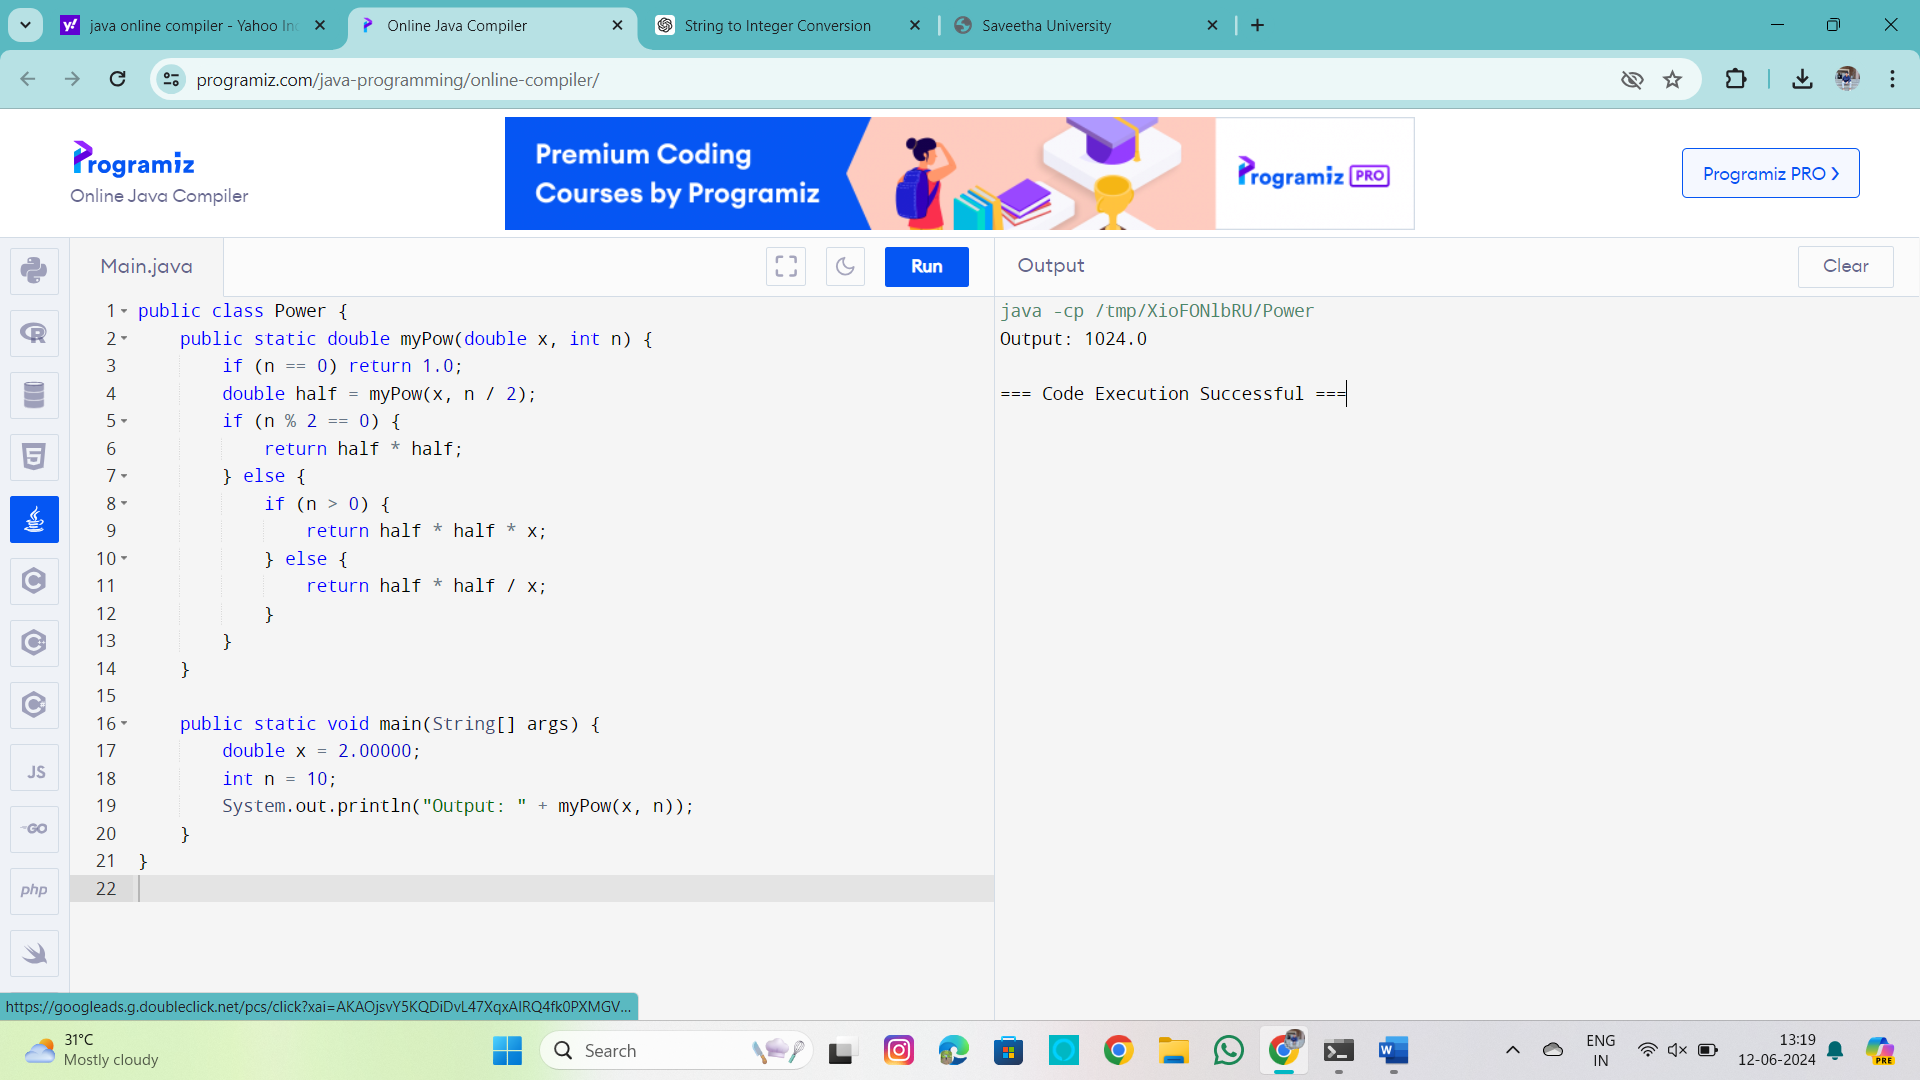 java online compiler - Yahoo In
Online Java Compiler
String to Integer Conversion
Saveetha University
programiz.com/java-programming/online-compiler/
Programiz
Online Java Compiler
Premium Coding
Courses by Programiz
Programiz PRO
Programiz PRO
Main.java
Run
Output
Clear
1 public class Power {
2     public static double myPow(double x, int n) {
3         if (n == 0) return 1.0;
4         double half = myPow(x, n / 2);
5         if (n % 2 == 0) {
6             return half * half;
7         } else {
8             if (n > 0) {
9                 return half * half * x;
10             } else {
11                 return half * half / x;
12             }
13         }
14     }
15
16     public static void main(String[] args) {
17         double x = 2.00000;
18         int n = 10;
19         System.out.println("Output: " + myPow(x, n));
20     }
21 }
22
java -cp /tmp/XioFONlbRU/Power
Output: 1024.0
=== Code Execution Successful ===
JS
GO
php
https://googleads.g.doubleclick.net/pcs/click?xai=AKAOjsvY5KQDiDvL47XqxAIRQ4fk0PXMGV...
31°C
Mostly cloudy
Search
ENG
IN
13:19
12-06-2024
PRE